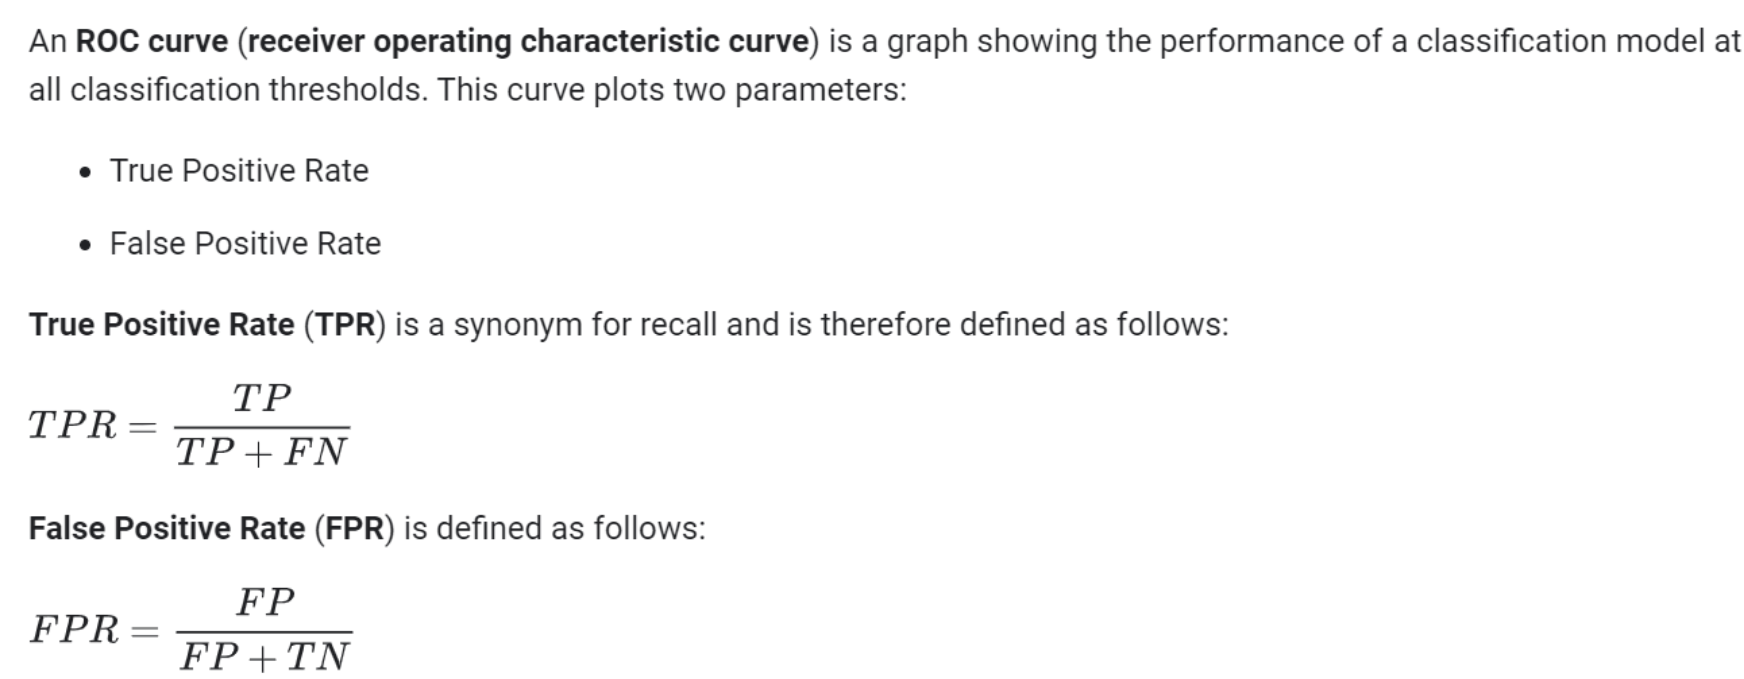 An ROC curve (receiver operating characteristic curve) is a graph showing the performance of a classification model at
all classification thresholds. This curve plots two parameters:
• True Positive Rate
• False Positive Rate
True Positive Rate (TPR) is a synonym for recall and is therefore defined as follows:
TPR = TP / TP + FN
False Positive Rate (FPR) is defined as follows:
FPR = FP / FP + TN